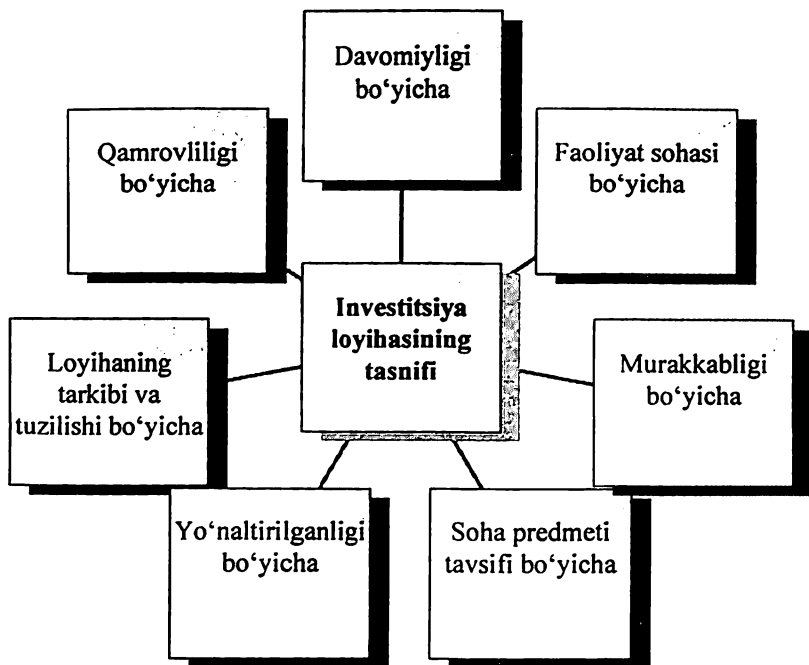 Davomiyligi
bo‘yicha
Qamrovliligi
bo‘yicha
Faoliyat sohasi
bo‘yicha
Investitsiya
loyihasining
tasnifi
Loyihaning
tarkibi va
tuzilishi bo‘yicha
Murakkabligi
bo‘yicha
Yo‘naltirilganligi
bo‘yicha
Soha predmeti
tavsifi bo‘yicha